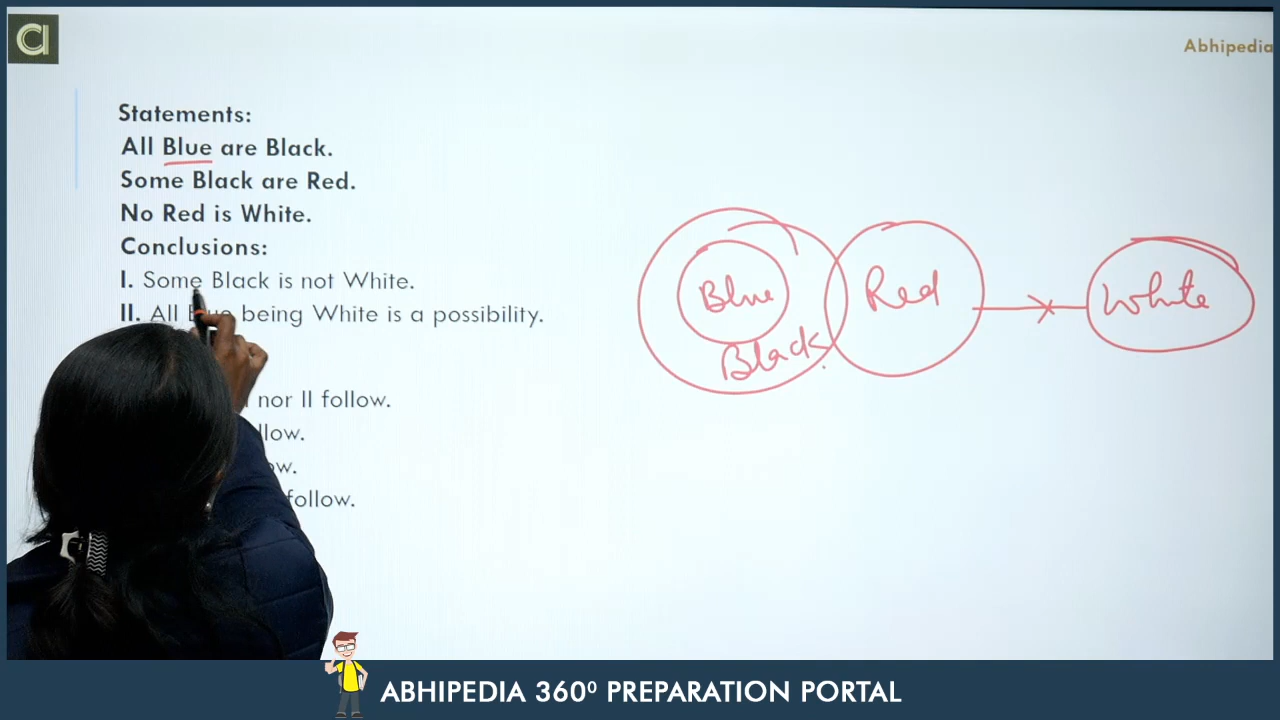 a
Abhipedia
Statements:
All Blue are Black.
Some Black are Red.
No Red is White.
Conclusions:
I. Some Black is not White.
II. All Blue being White is a possibility.
nor II follow.
follow.
Blue
Black
Red
White
ABHIPEDIA 360⁰ PREPARATION PORTAL